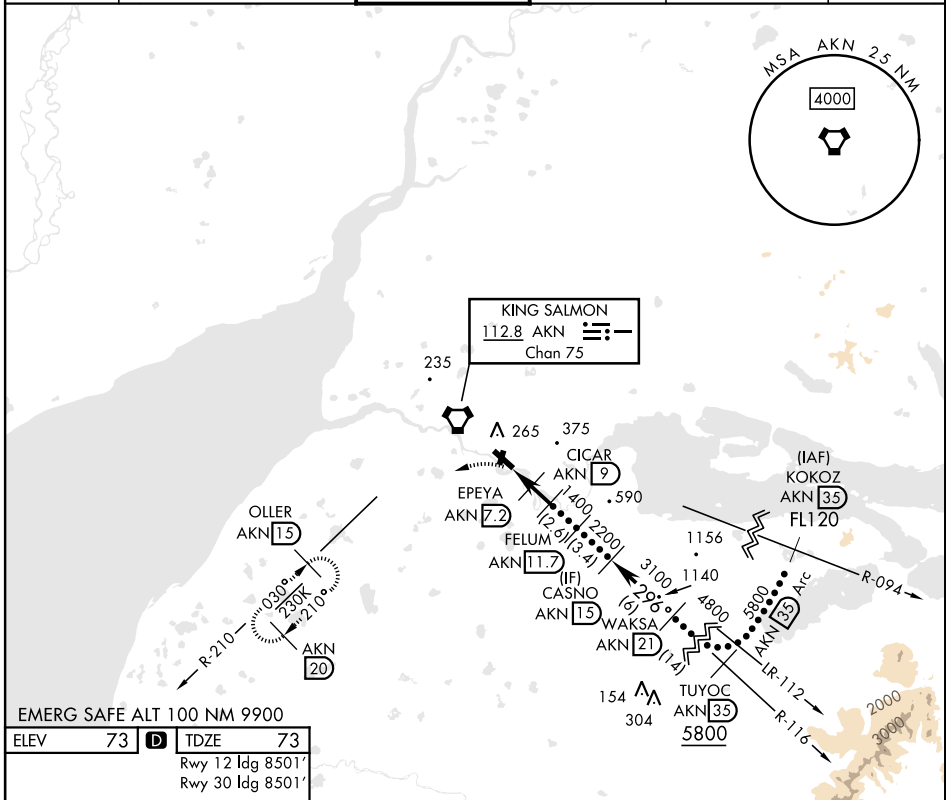 MSA AKN 25 NM
4000
KING SALMON
112.8 AKN
Chan 75
235
265
375
CICAR
AKN 9
590
(IAF)
KOKOZ
AKN 35
FL120
EPEYA
AKN 7.2
1400
(2.6)
2200
(3.4)
OLLER
AKN 15
FELUM
AKN 11.7
1156
3100
1140
R-094
(IF)
CASNO
AKN 15
296°
(6)
4800
5800
AKN 35 Arc
030°
230K
210°
WAKSA
AKN 21
(14)
R-210
AKN
20
LR-112
154
304
TUYOC
AKN 35
5800
R-116
2000
3000
EMERG SAFE ALT 100 NM 9900
ELEV 73 D TDZE 73
Rwy 12 ldg 8501'
Rwy 30 ldg 8501'